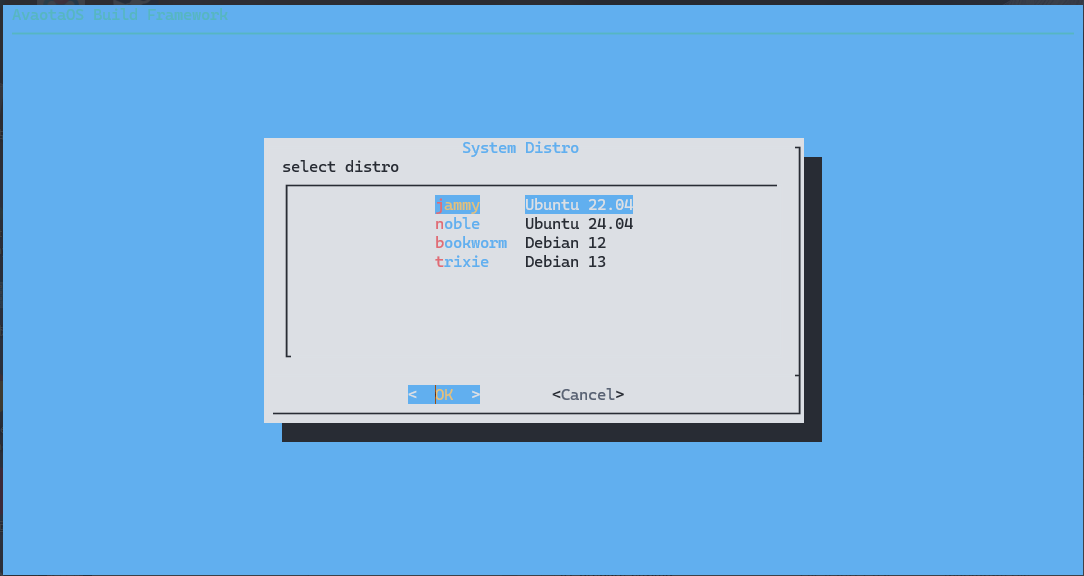 AvaotaOS Build Framework
System Distro
select distro
jammy Ubuntu 22.04
noble Ubuntu 24.04
bookworm Debian 12
trixie Debian 13
< OK > <Cancel>